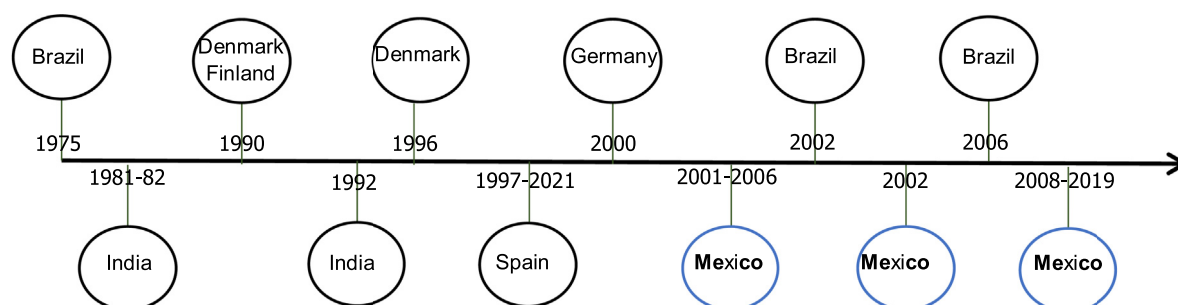 Brazil
Denmark
Finland
Denmark
Germany
Brazil
Brazil
1975
1990
1996
2000
2002
2006
1981-82
1992
1997-2021
2001-2006
2002
2008-2019
India
India
Spain
Mexico
Mexico
Mexico